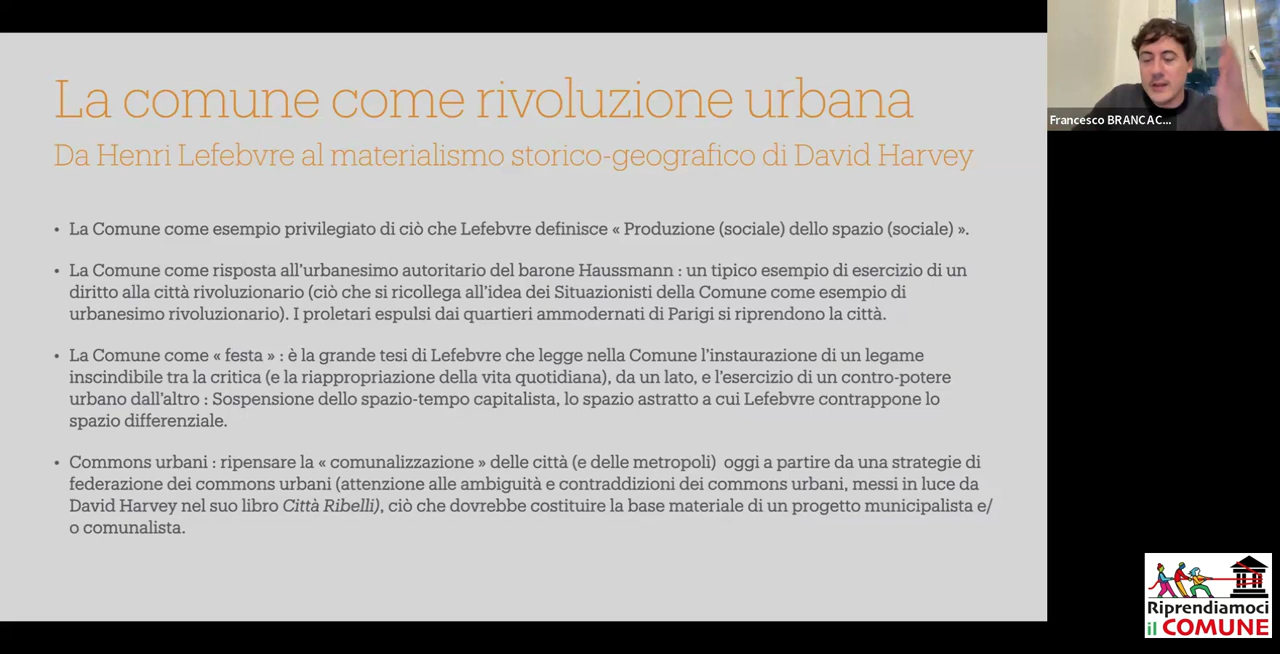 La comune come rivoluzione urbana
Da Henri Lefebvre al materialismo storico-geografico di David Harvey
• La Comune come esempio privilegiato di ciò che Lefebvre definisce « Produzione (sociale) dello spazio (sociale) ».
• La Comune come risposta all’urbanesimo autoritario del barone Haussmann : un tipico esempio di esercizio di un
diritto alla città rivoluzionario (ciò che si ricollega all’idea dei Situazionisti della Comune come esempio di
urbanesimo rivoluzionario). I proletari espulsi dai quartieri ammodernati di Parigi si riprendono la città.
• La Comune come « festa » : è la grande tesi di Lefebvre che legge nella Comune l’instaurazione di un legame
inscindibile tra la critica (e la riappropriazione della vita quotidiana), da un lato, e l’esercizio di un contro-potere
urbano dall’altro : Sospensione dello spazio-tempo capitalista, lo spazio astratto a cui Lefebvre contrappone lo
spazio differenziale.
• Commons urbani : ripensare la « comunalizzazione » delle città (e delle metropoli) oggi a partire da una strategie di
federazione dei commons urbani (attenzione alle ambiguità e contraddizioni dei commons urbani, messi in luce da
David Harvey nel suo libro Città Ribelli), ciò che dovrebbe costituire la base materiale di un progetto municipalista e/
o comunalista.
Francesco BRANCAC...
Riprendiamoci
il COMUNE